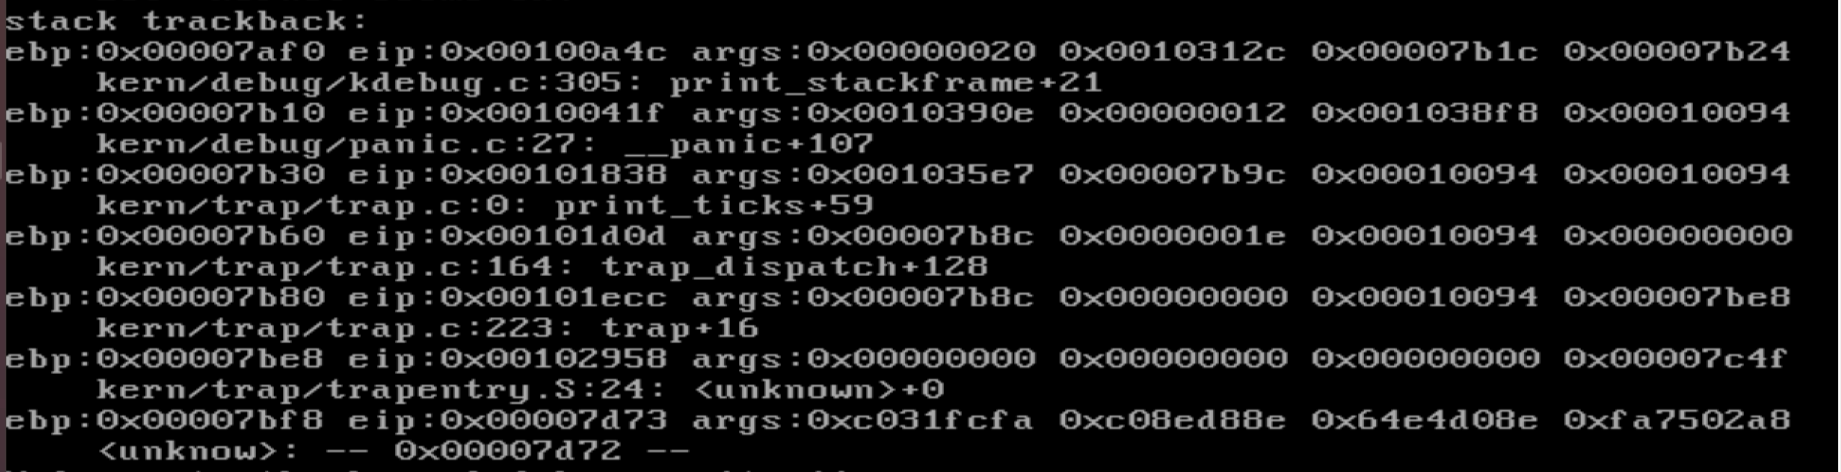 stack trackback:
ebp:0x00007af0 eip:0x00100a4c args:0x00000020 0x0010312c 0x00007b1c 0x00007b24
    kern/debug/kdebug.c:305: print_stackframe+21
ebp:0x00007b10 eip:0x0010041f args:0x0010390e 0x00000012 0x001038f8 0x00010094
    kern/debug/panic.c:27: __panic+107
ebp:0x00007b30 eip:0x00101838 args:0x001035e7 0x00007b9c 0x00010094 0x00010094
    kern/trap/trap.c:0: print_ticks+59
ebp:0x00007b60 eip:0x00101d0d args:0x00007b8c 0x0000001e 0x00010094 0x00000000
    kern/trap/trap.c:164: trap_dispatch+128
ebp:0x00007b80 eip:0x00101ecc args:0x00007b8c 0x00000000 0x00010094 0x00007be8
    kern/trap/trap.c:223: trap+16
ebp:0x00007be8 eip:0x00102958 args:0x00000000 0x00000000 0x00000000 0x00007c4f
    kern/trap/trapentry.S:24: <unknown>+0
ebp:0x00007bf8 eip:0x00007d73 args:0xc031fcfa 0xc08ed88e 0x64e4d08e 0xfa7502a8
    <unknow>: -- 0x00007d72 --